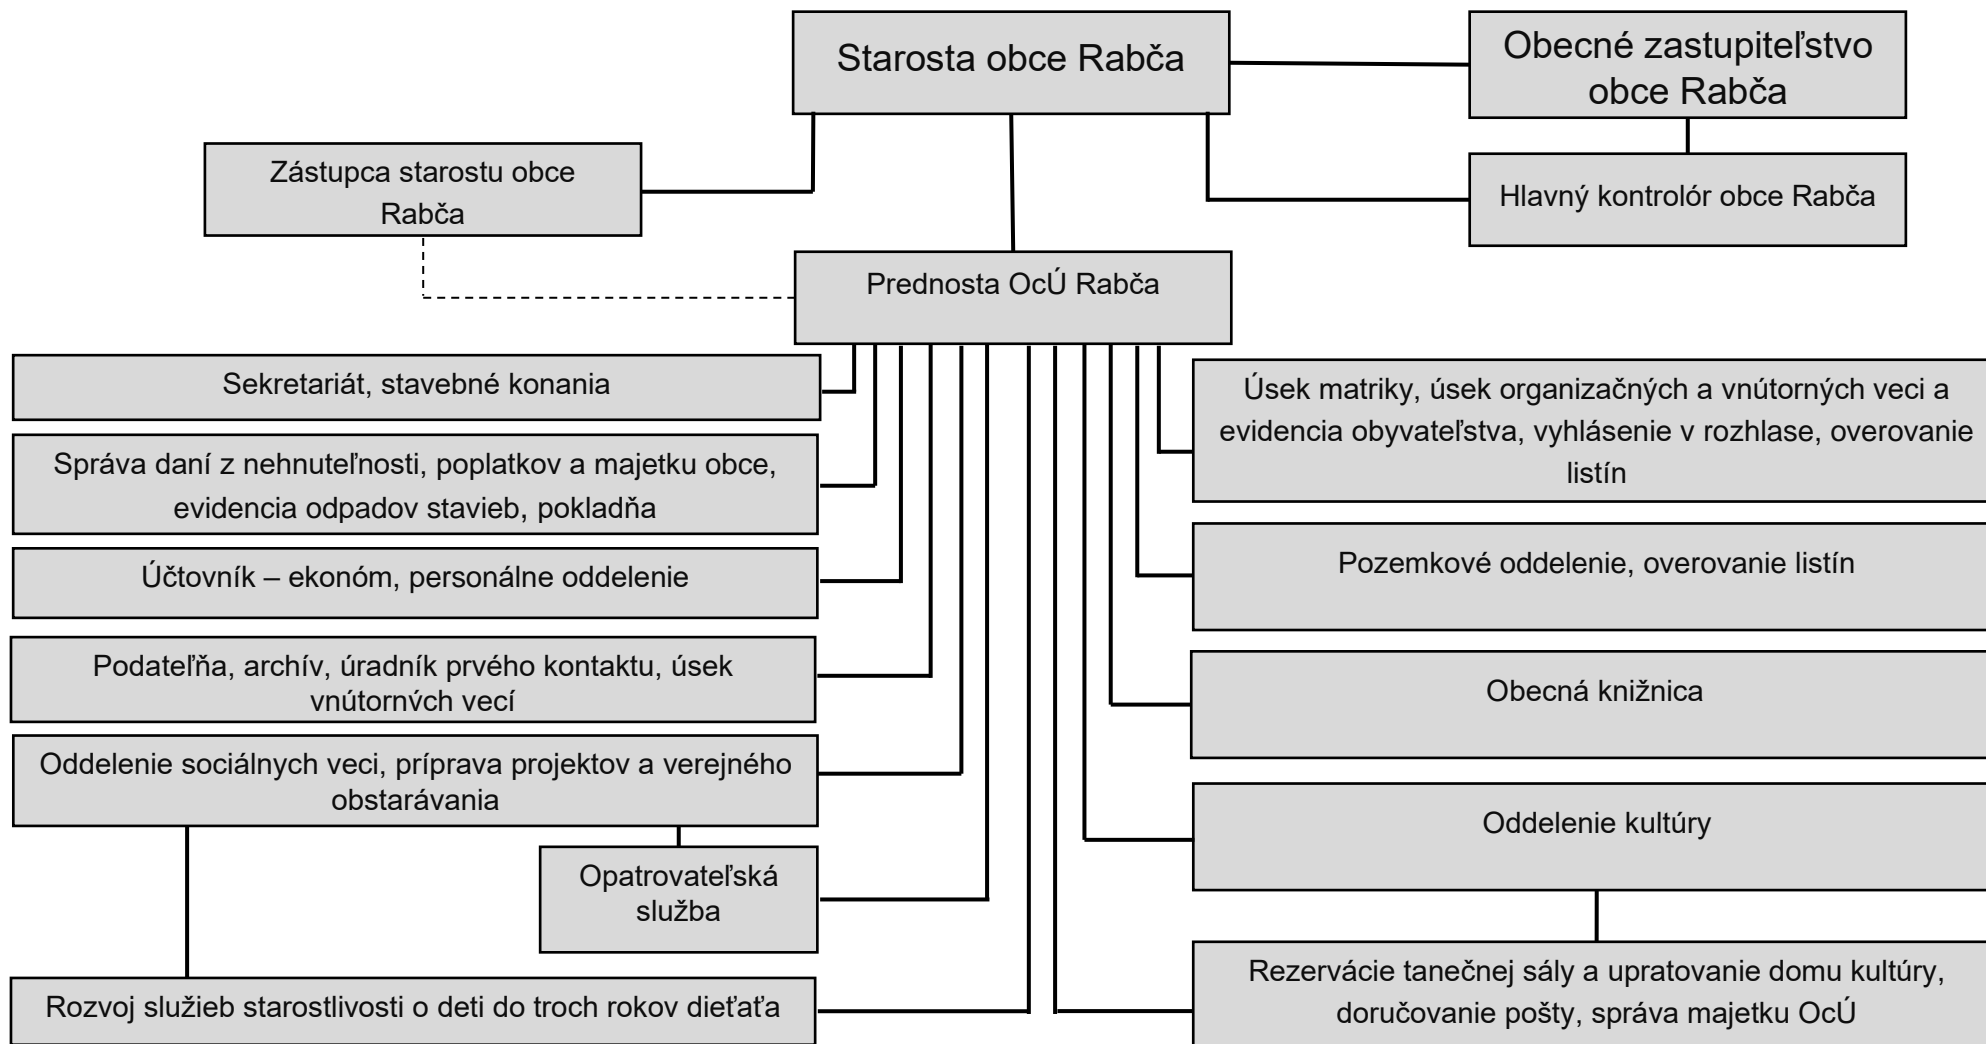 Starosta obce Rabča
Obecné zastupiteľstvo
obce Rabča
Zástupca starostu obce
Rabča
Hlavný kontrolór obce Rabča
Prednosta OcÚ Rabča
Sekretariát, stavebné konania
Správa daní z nehnuteľnosti, poplatkov a majetku obce,
evidencia odpadov stavieb, pokladňa
Účtovník – ekonóm, personálne oddelenie
Podateľňa, archív, úradník prvého kontaktu, úsek
vnútorných vecí
Oddelenie sociálnych veci, príprava projektov a verejného
obstarávania
Opatrovateľská
služba
Rozvoj služieb starostlivosti o deti do troch rokov dieťaťa
Úsek matriky, úsek organizačných a vnútorných veci a
evidencia obyvateľstva, vyhlásenie v rozhlase, overovanie
listín
Pozemkové oddelenie, overovanie listín
Obecná knižnica
Oddelenie kultúry
Rezervácie tanečnej sály a upratovanie domu kultúry,
doručovanie pošty, správa majetku OcÚ